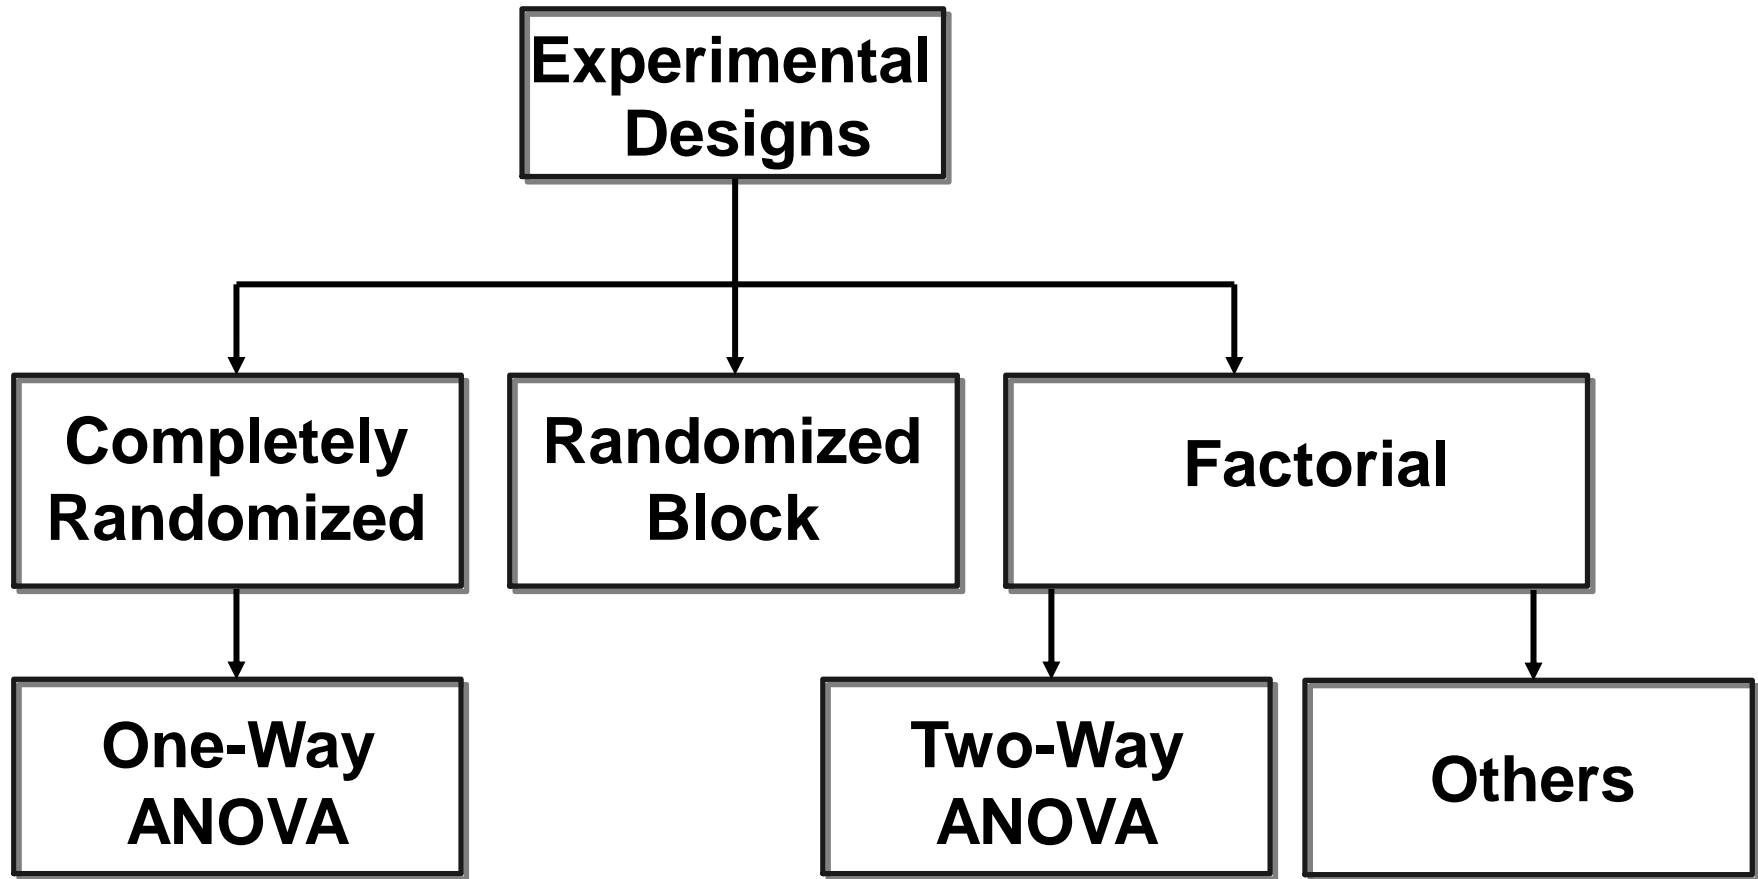 Experimental
Designs
Completely
Randomized
Randomized
Block
Factorial
One-Way
ANOVA
Two-Way
ANOVA
Others